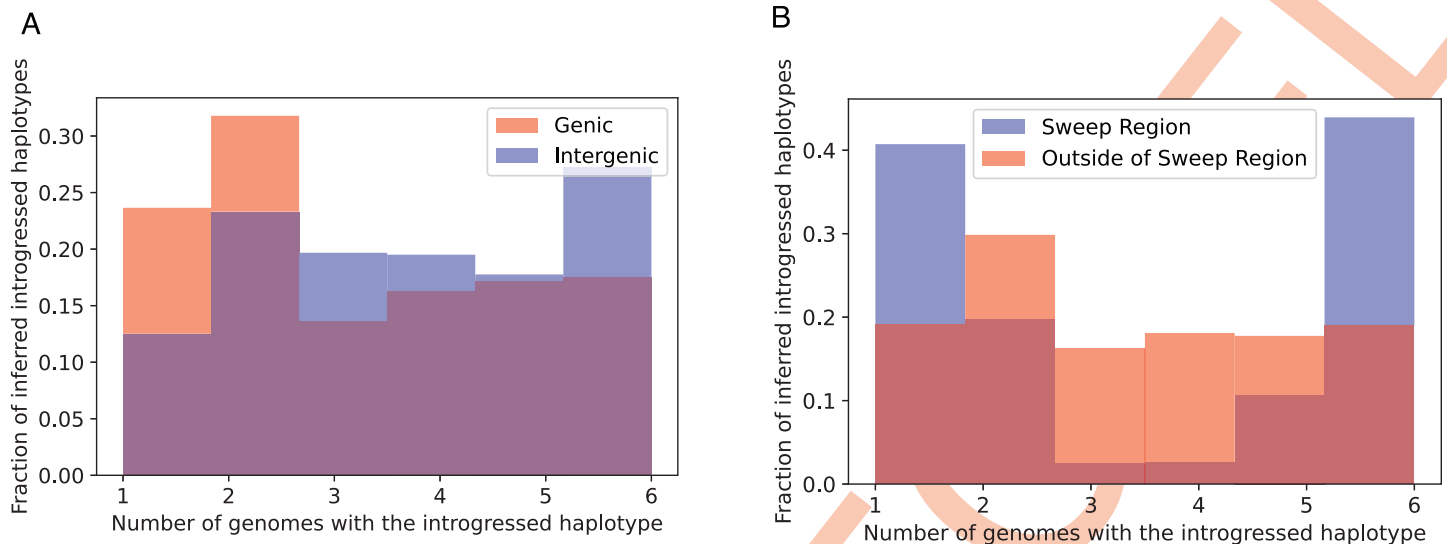 A
Fraction of inferred introgressed haplotypes
0.30
0.25
0.20
0.15
0.10
0.05
0.00
Genic
Intergenic
1 2 3 4 5 6
Number of genomes with the introgressed haplotype
B
Fraction of inferred introgressed haplotypes
0.4
0.3
0.2
0.1
0.0
Sweep Region
Outside of Sweep Region
1 2 3 4 5 6
Number of genomes with the introgressed haplotype